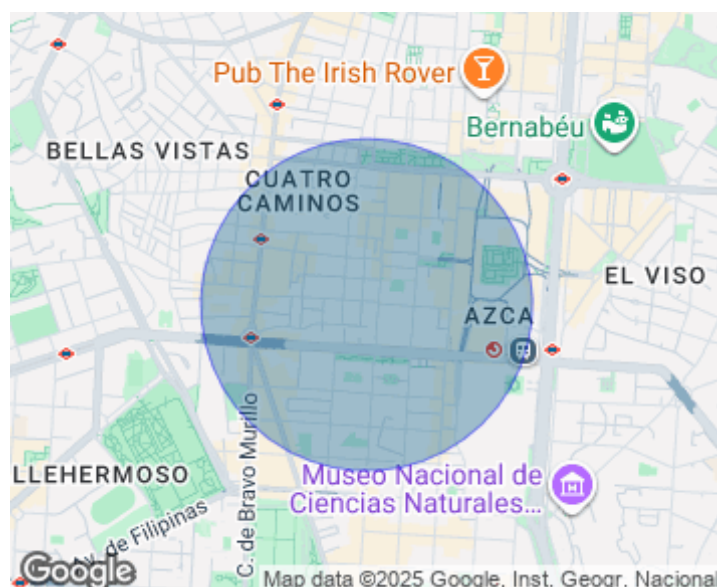 Pub The Irish Rover
Bernabéu
BELLAS VISTAS
CUATRO
CAMINOS
EL VISO
AZCA
C. de Bravo Murillo
LLEHERMOSO
Museo Nacional de
Ciencias Naturales...
Av. de Filipinas
Google
Map data ©2025 Google, Inst. Geogr. Nacional